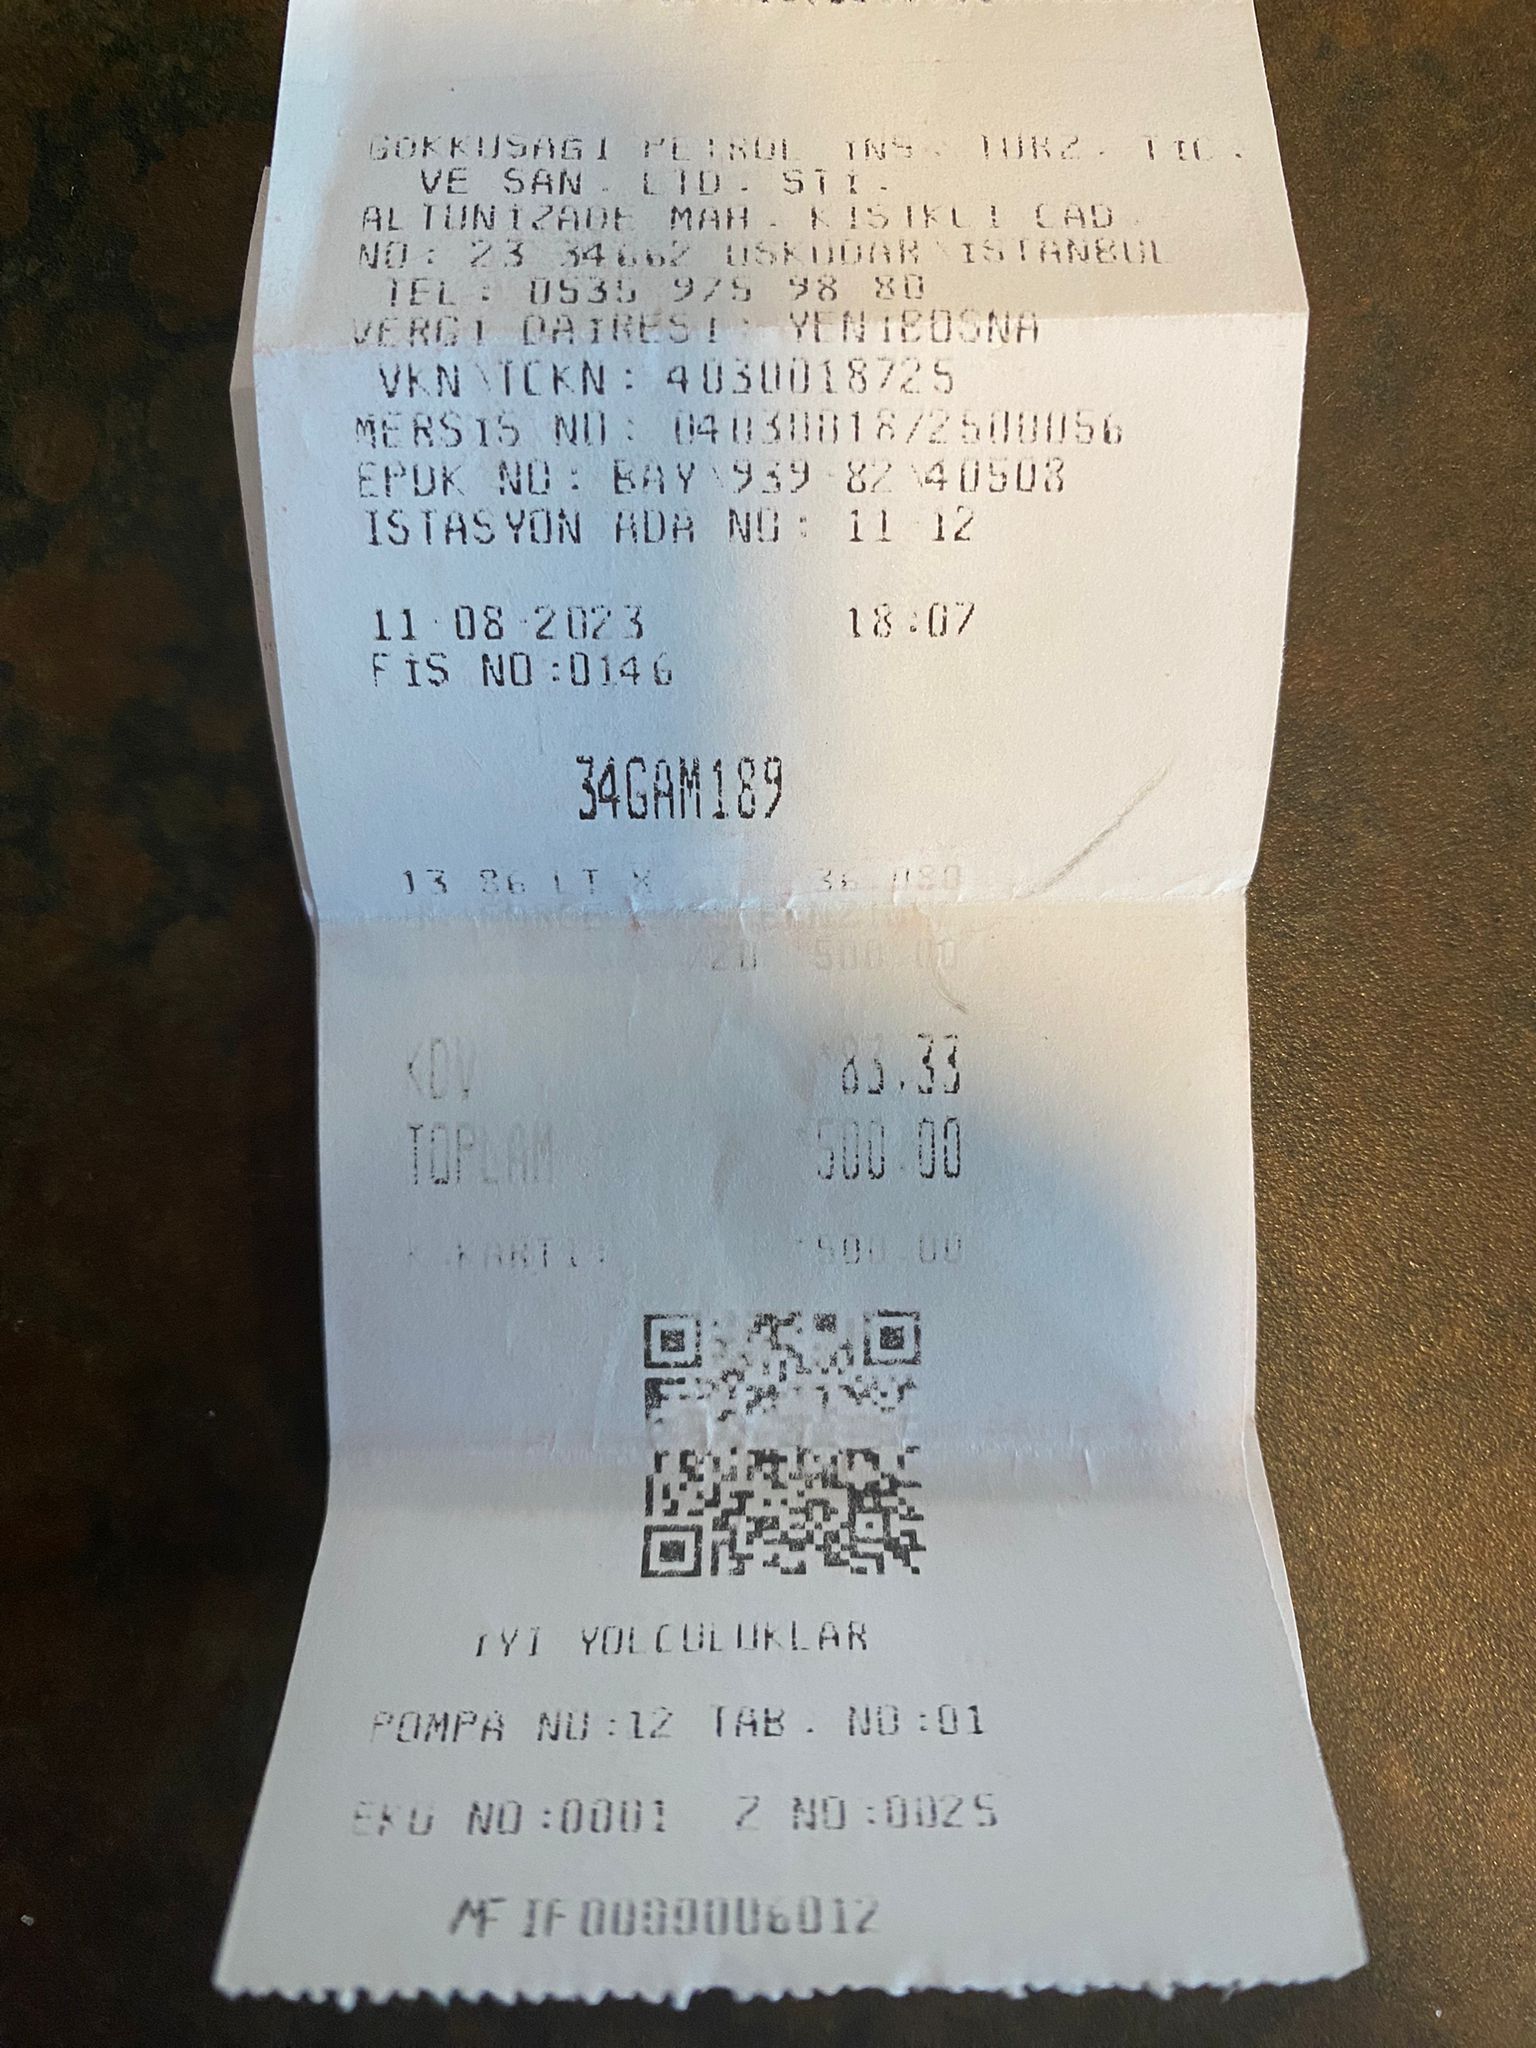 GOKKUSAGI PETROL INS. TURZ. TIC.
VE SAN. LTD. STI.
ALTUNIZADE MAH. KISIKLI CAD.
NO: 23 34662 USKUDAR\ISTANBUL
TEL: 0535 975 98 80
VERGI DAIRESI: YENIBOSNA
VKN\TCKN: 4030018725
MERSIS NO: 0403001872500056
EPDK NO: BAY\939-82\40508
ISTASYON ADA NO: 11-12
11-08-2023 18:07
FIS NO:0146
34GAM189
13.86 LT X 36.080
%20 *500.00
KDV *83.33
TOPLAM *500.00
K.KARTI *500.00
IYI YOLCULUKLAR
POMPA NO:12 TAB. NO:01
EKU NO:0001 Z NO:0025
MF IF0000006012